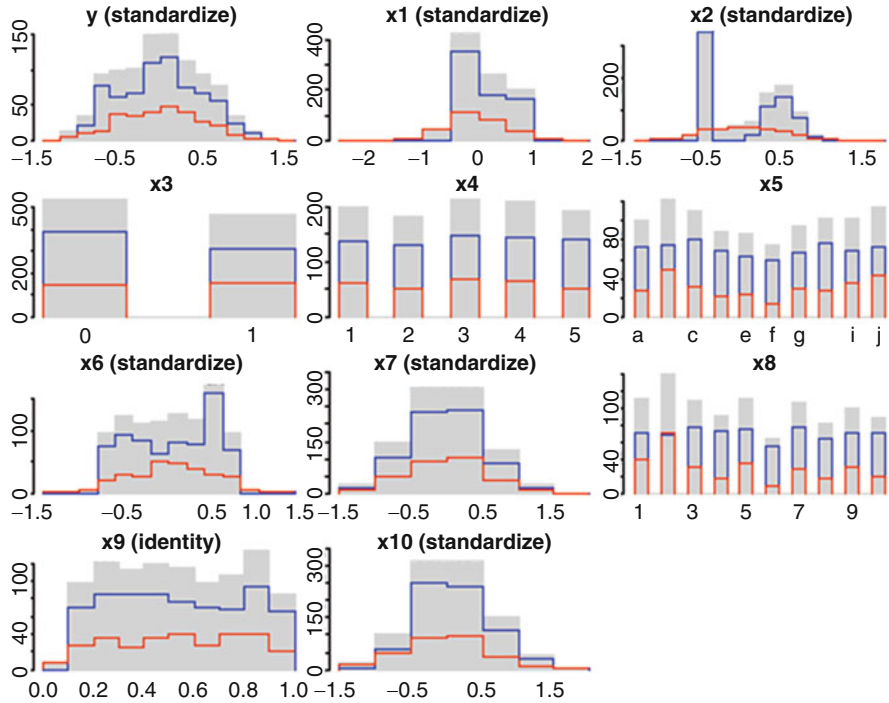 y (standardize) x1 (standardize) x2 (standardize)
0 50 150
−1.5 −0.5 0.5 1.5
0 200 400
−2 −1 0 1 2
0 200
−1.5 −0.5 0.5 1.5
x3 x4 x5
0 200 500
0 1
0 100 200
1 2 3 4 5
0 40 80
a c e f g i j
x6 (standardize) x7 (standardize) x8
0 100
−1.5 −0.5 0.5 1.0 1.5
0 150 300
−1.5 −0.5 0.5 1.5
0 40 100
1 3 5 6 7 9
x9 (identity) x10 (standardize)
0 40 100
0.0 0.2 0.4 0.6 0.8 1.0
0 150 300
−1.5 −0.5 0.5 1.5